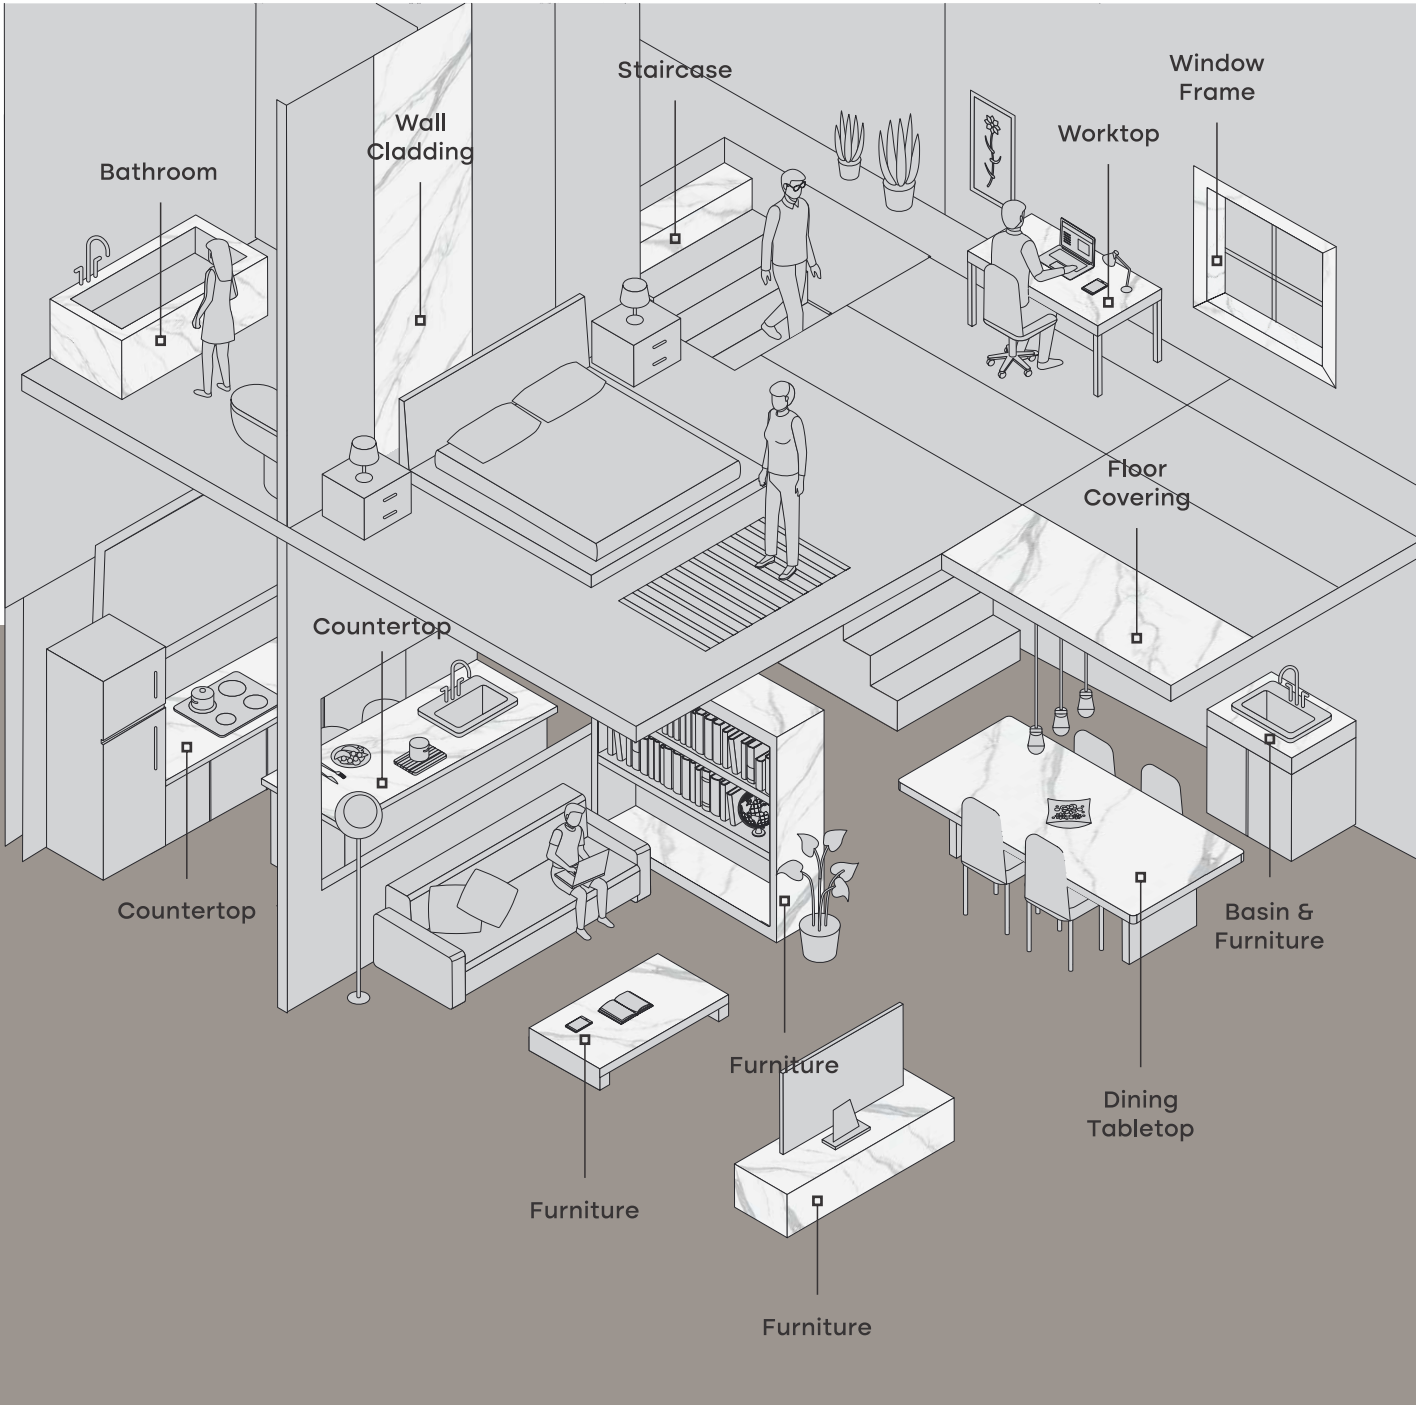 Staircase
Window
Frame
Wall
Cladding
Worktop
Bathroom
Floor
Covering
Countertop
Countertop
Basin &
Furniture
Furniture
Dining
Tabletop
Furniture
Furniture